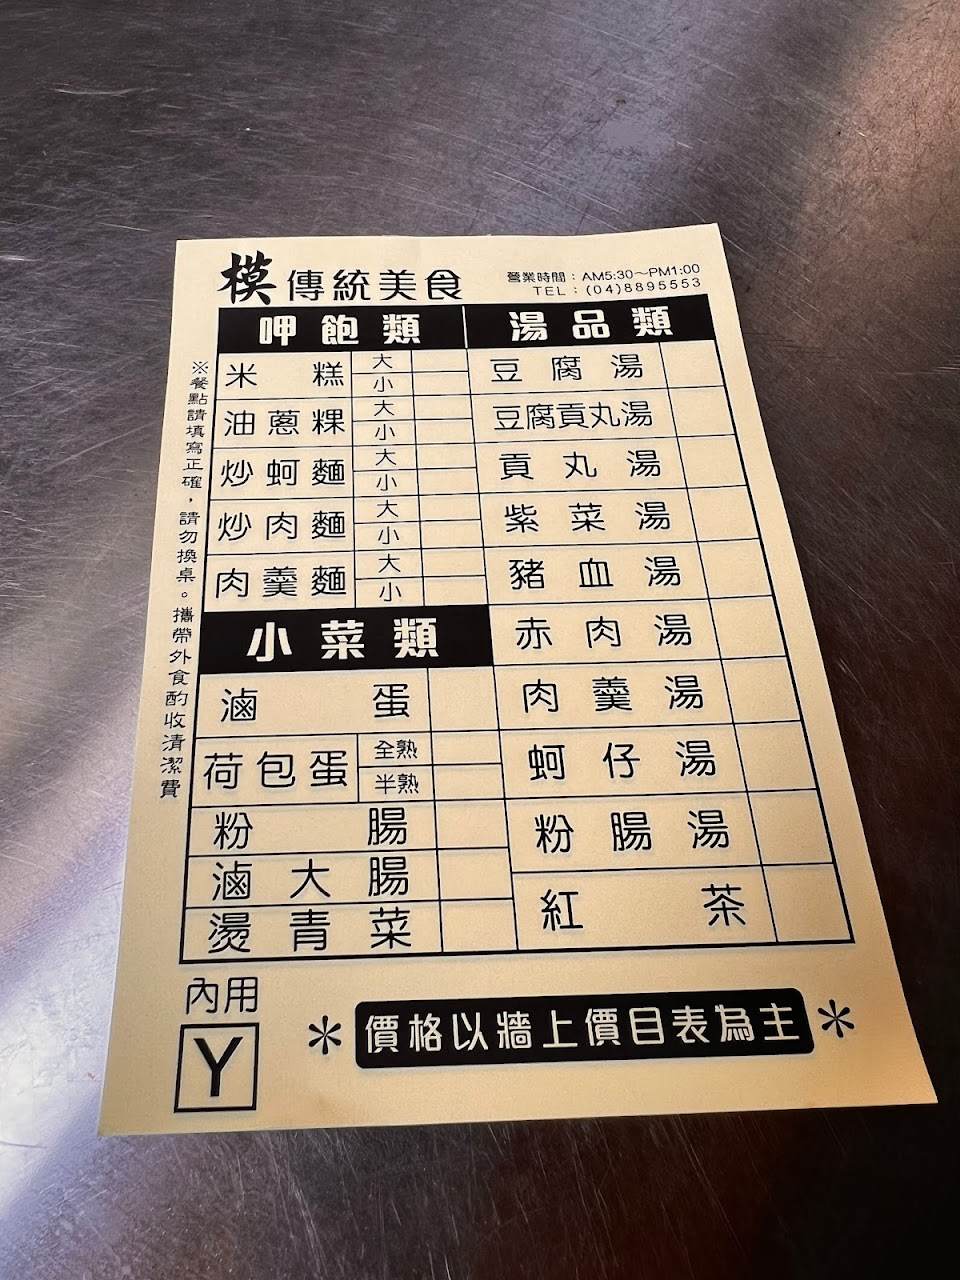 模 傳統美食
營業時間：AM5:30～PM1:00
TEL：(04)8895553
呷飽類
米糕 大 小
油蔥粿 大 小
炒蚵麵 大 小
炒肉麵 大 小
肉羹麵 大 小
小菜類
滷蛋
荷包蛋 全熟 半熟
粉腸
滷大腸
燙青菜
湯品類
豆腐湯
豆腐貢丸湯
貢丸湯
紫菜湯
豬血湯
赤肉湯
肉羹湯
蚵仔湯
粉腸湯
紅茶
※餐點請填寫正確，請勿換桌。攜帶外食酌收清潔費
內用
Y
＊價格以牆上價目表為主＊